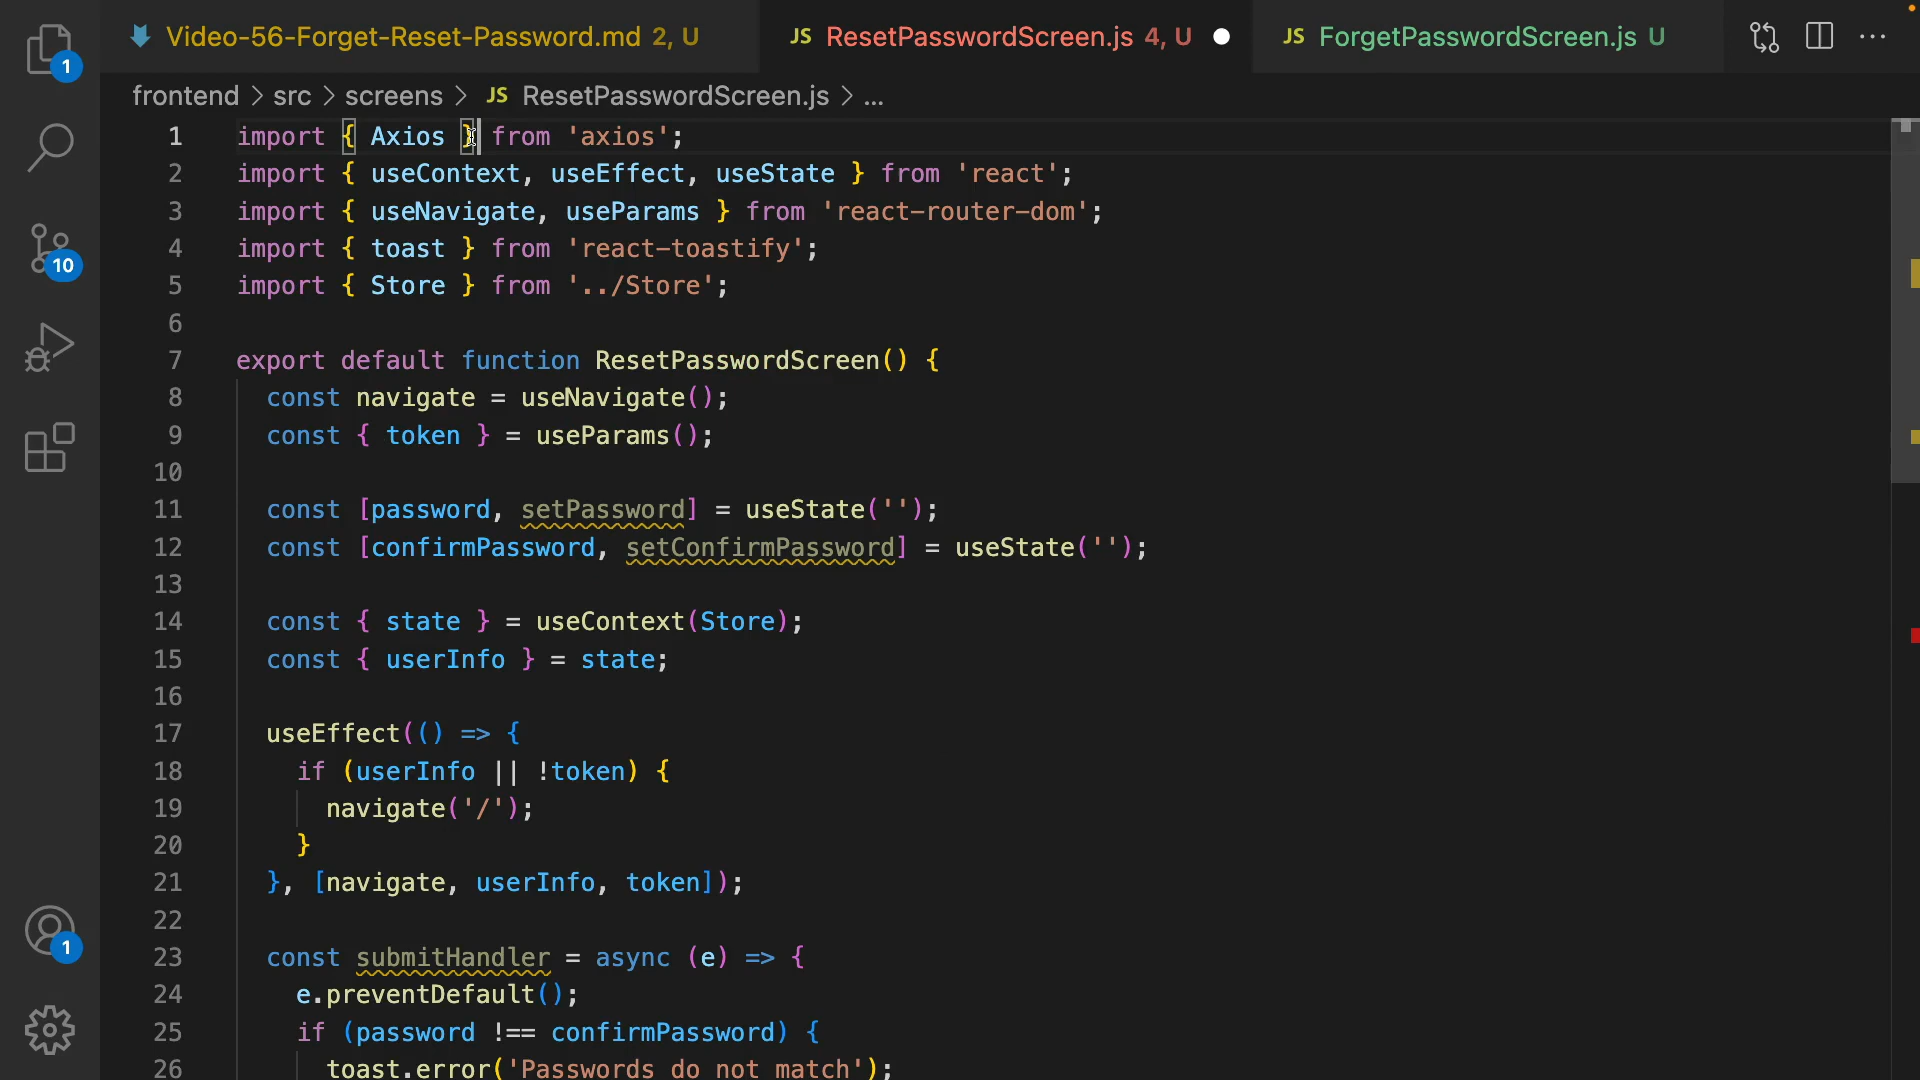 Video-56-Forget-Reset-Password.md 2, U
JS ResetPasswordScreen.js 4, U
JS ForgetPasswordScreen.js U
frontend > src > screens > JS ResetPasswordScreen.js > ...
1 import { Axios } from 'axios';
2 import { useContext, useEffect, useState } from 'react';
3 import { useNavigate, useParams } from 'react-router-dom';
4 import { toast } from 'react-toastify';
5 import { Store } from '../Store';
6
7 export default function ResetPasswordScreen() {
8 const navigate = useNavigate();
9 const { token } = useParams();
10
11 const [password, setPassword] = useState('');
12 const [confirmPassword, setConfirmPassword] = useState('');
13
14 const { state } = useContext(Store);
15 const { userInfo } = state;
16
17 useEffect(() => {
18 if (userInfo || !token) {
19 navigate('/');
20 }
21 }, [navigate, userInfo, token]);
22
23 const submitHandler = async (e) => {
24 e.preventDefault();
25 if (password !== confirmPassword) {
26 toast.error('Passwords do not match');
1
10
1